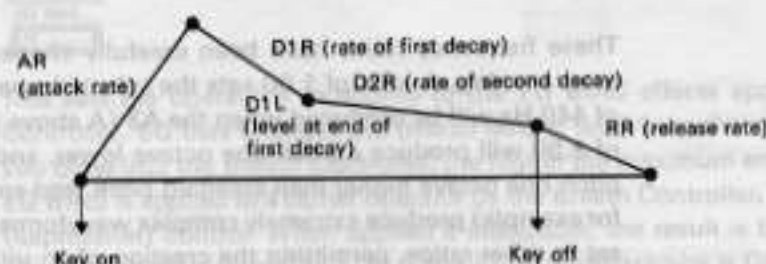 AR
(attack rate)
D1R (rate of first decay)
D2R (rate of second decay)
D1L
(level at end of
first decay)
RR (release rate)
Key on
Key off